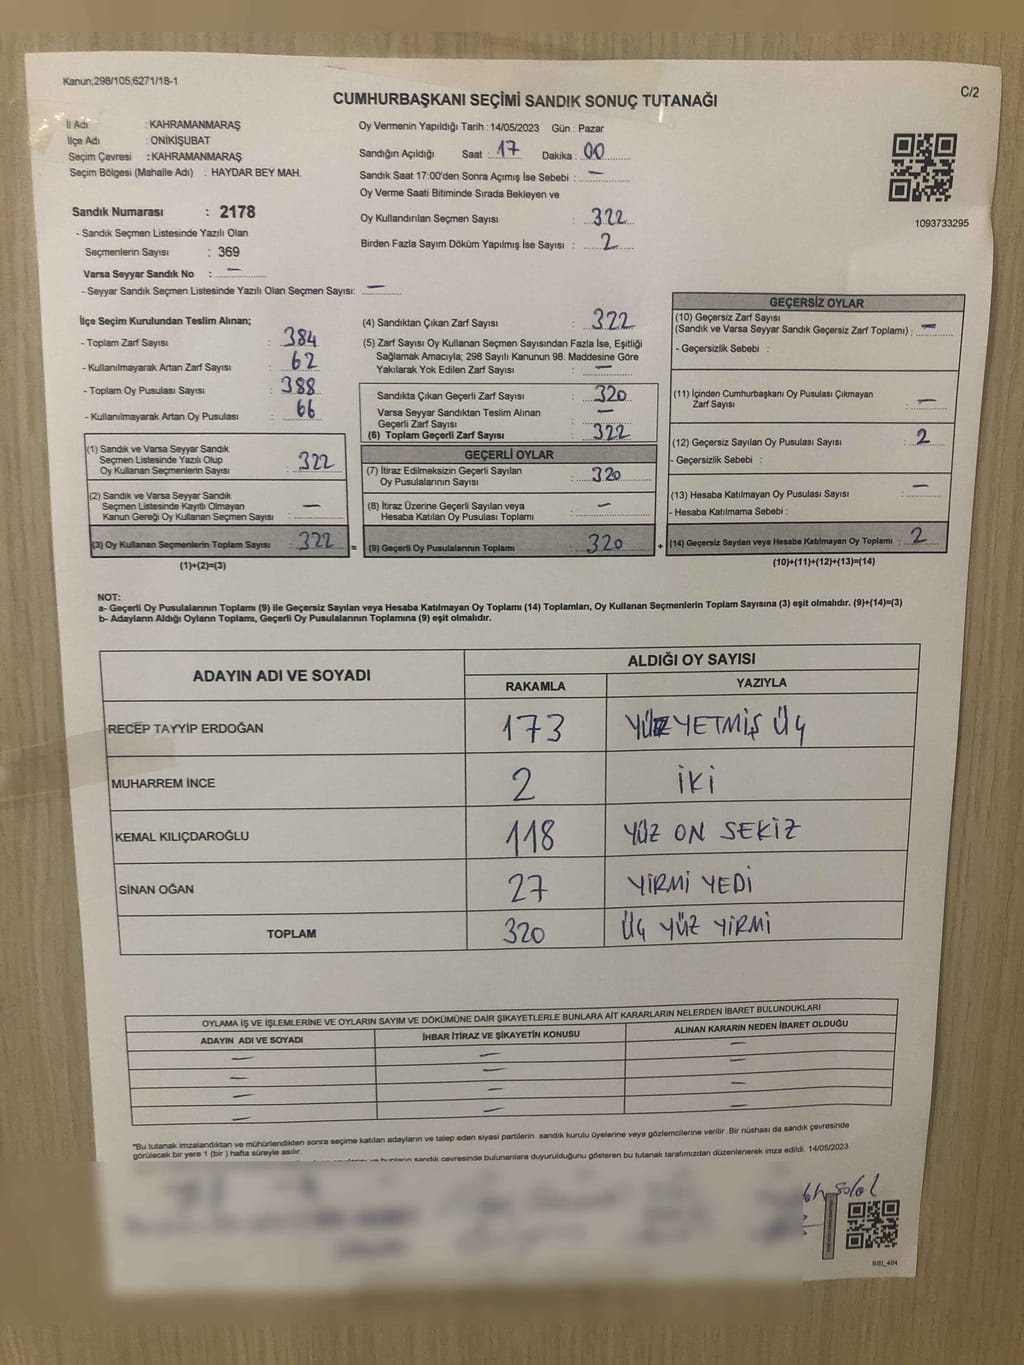 Kanun;298/105;6271/18-1
C/2
CUMHURBAŞKANI SEÇİMİ SANDIK SONUÇ TUTANAĞI
İl Adı : KAHRAMANMARAŞ
İlçe Adı : ONİKİŞUBAT
Seçim Çevresi : KAHRAMANMARAŞ
Seçim Bölgesi (Mahalle Adı) : HAYDAR BEY MAH.
Sandık Numarası : 2178
- Sandık Seçmen Listesinde Yazılı Olan
Seçmenlerin Sayısı : 369
Varsa Seyyar Sandık No : —
- Seyyar Sandık Seçmen Listesinde Yazılı Olan Seçmen Sayısı: —
Oy Vermenin Yapıldığı Tarih : 14/05/2023 Gün : Pazar
Sandığın Açıldığı Saat : 17 Dakika : 00
Sandık Saat 17:00'den Sonra Açımış İse Sebebi : —
Oy Verme Saati Bitiminde Sırada Bekleyen ve
Oy Kullandırılan Seçmen Sayısı : 322
Birden Fazla Sayım Döküm Yapılmış İse Sayısı : 2
1093733295
İlçe Seçim Kurulundan Teslim Alınan;
- Toplam Zarf Sayısı : 384
- Kullanılmayarak Artan Zarf Sayısı : 62
- Toplam Oy Pusulası Sayısı : 388
- Kullanılmayarak Artan Oy Pusulası : 66
(1) Sandık ve Varsa Seyyar Sandık
Seçmen Listesinde Yazılı Olup
Oy Kullanan Seçmenlerin Sayısı : 322
(2) Sandık ve Varsa Seyyar Sandık
Seçmen Listesinde Kayıtlı Olmayan
Kanun Gereği Oy Kullanan Seçmen Sayısı : —
(3) Oy Kullanan Seçmenlerin Toplam Sayısı : 322 =
(1)+(2)=(3)
(4) Sandıktan Çıkan Zarf Sayısı : 322
(5) Zarf Sayısı Oy Kullanan Seçmen Sayısından Fazla İse, Eşitliği
Sağlamak Amacıyla; 298 Sayılı Kanunun 98. Maddesine Göre
Yakılarak Yok Edilen Zarf Sayısı : —
Sandıkta Çıkan Geçerli Zarf Sayısı : 320
Varsa Seyyar Sandıktan Teslim Alınan
Geçerli Zarf Sayısı : —
(6) Toplam Geçerli Zarf Sayısı : 322
GEÇERLİ OYLAR
(7) İtiraz Edilmeksizin Geçerli Sayılan
Oy Pusulalarının Sayısı : 320
(8) İtiraz Üzerine Geçerli Sayılan veya
Hesaba Katılan Oy Pusulası Toplamı : —
(9) Geçerli Oy Pusulalarının Toplamı : 320 +
GEÇERSİZ OYLAR
(10) Geçersiz Zarf Sayısı
(Sandık ve Varsa Seyyar Sandık Geçersiz Zarf Toplamı) : —
- Geçersizlik Sebebi :
(11) İçinden Cumhurbaşkanı Oy Pusulası Çıkmayan
Zarf Sayısı : —
(12) Geçersiz Sayılan Oy Pusulası Sayısı : 2
- Geçersizlik Sebebi :
(13) Hesaba Katılmayan Oy Pusulası Sayısı : —
- Hesaba Katılmama Sebebi :
(14) Geçersiz Sayılan veya Hesaba Katılmayan Oy Toplamı : 2
(10)+(11)+(12)+(13)=(14)
NOT:
a- Geçerli Oy Pusulalarının Toplamı (9) ile Geçersiz Sayılan veya Hesaba Katılmayan Oy Toplamı (14) Toplamları, Oy Kullanan Seçmenlerin Toplam Sayısına (3) eşit olmalıdır. (9)+(14)=(3)
b- Adayların Aldığı Oyların Toplamı, Geçerli Oy Pusulalarının Toplamına (9) eşit olmalıdır.
ADAYIN ADI VE SOYADI
ALDIĞI OY SAYISI
RAKAMLA YAZIYLA
RECEP TAYYİP ERDOĞAN 173 YÜZ YETMİŞ ÜÇ
MUHARREM İNCE 2 İKİ
KEMAL KILIÇDAROĞLU 118 YÜZ ON SEKİZ
SİNAN OĞAN 27 YİRMİ YEDİ
TOPLAM 320 ÜÇ YÜZ YİRMİ
OYLAMA İŞ VE İŞLEMLERİNE VE OYLARIN SAYIM VE DÖKÜMÜNE DAİR ŞİKAYETLERLE BUNLARA AİT KARARLARIN NELERDEN İBARET BULUNDUKLARI
ADAYIN ADI VE SOYADI İHBAR İTİRAZ VE ŞİKAYETİN KONUSU ALINAN KARARIN NEDEN İBARET OLDUĞU
— — —
— — —
— — —
— — —
*Bu tutanak imzalandıktan ve mühürlendikten sonra seçime katılan adayların ve talep eden siyasi partilerin sandık kurulu üyelerine veya gözlemcilerine verilir .Bir nüshası da sandık çevresinde
görülecek bir yere 1 (bir ) hafta süreyle asılır.
bunların sandık çevresinde bulunanlara duyurulduğunu gösteren bu tutanak tarafımızdan düzenlenerek imza edildi. 14/05/2023
SSI_404